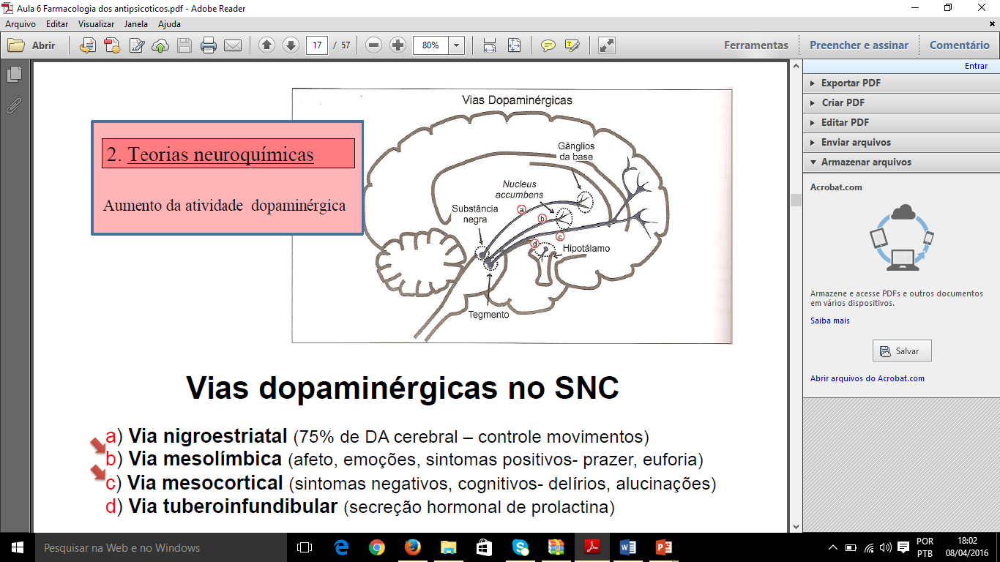 Aula 6 Farmacologia dos antipsicoticos.pdf - Adobe Reader
Arquivo Editar Visualizar Janela Ajuda
Abrir 17 / 57 80% Ferramentas Preencher e assinar Comentário
Entrar
Exportar PDF
Criar PDF
Editar PDF
Enviar arquivos
Armazenar arquivos
Acrobat.com
Armazene e acesse PDFs e outros documentos
em vários dispositivos.
Saiba mais
Salvar
Abrir arquivos do Acrobat.com
2. Teorias neuroquímicas
Aumento da atividade dopaminérgica
Vias Dopaminérgicas
Gânglios
da base
Nucleus
accumbens
Substância
negra
a
b
c
d
Hipotálamo
Tegmento
Vias dopaminérgicas no SNC
a) Via nigroestriatal (75% de DA cerebral – controle movimentos)
b) Via mesolímbica (afeto, emoções, sintomas positivos- prazer, euforia)
c) Via mesocortical (sintomas negativos, cognitivos- delírios, alucinações)
d) Via tuberoinfundibular (secreção hormonal de prolactina)
Pesquisar na Web e no Windows
POR
PTB
18:02
08/04/2016